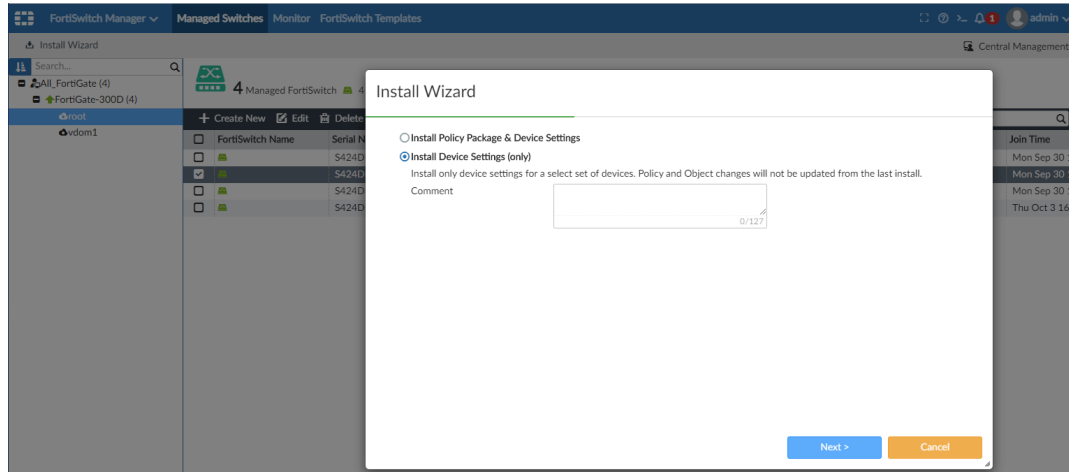 FortiSwitch Manager Managed Switches Monitor FortiSwitch Templates 1 admin
Install Wizard Central Management
Search...
All_FortiGate (4)
FortiGate-300D (4)
root
vdom1
4 Managed FortiSwitch 4
Create New Edit Delete
FortiSwitch Name Serial N Join Time
S424D Mon Sep 30
S424D Mon Sep 30
S424D Mon Sep 30
S424D Thu Oct 3 16
Install Wizard
Install Policy Package & Device Settings
Install Device Settings (only)
Install only device settings for a select set of devices. Policy and Object changes will not be updated from the last install.
Comment
0/127
Next > Cancel